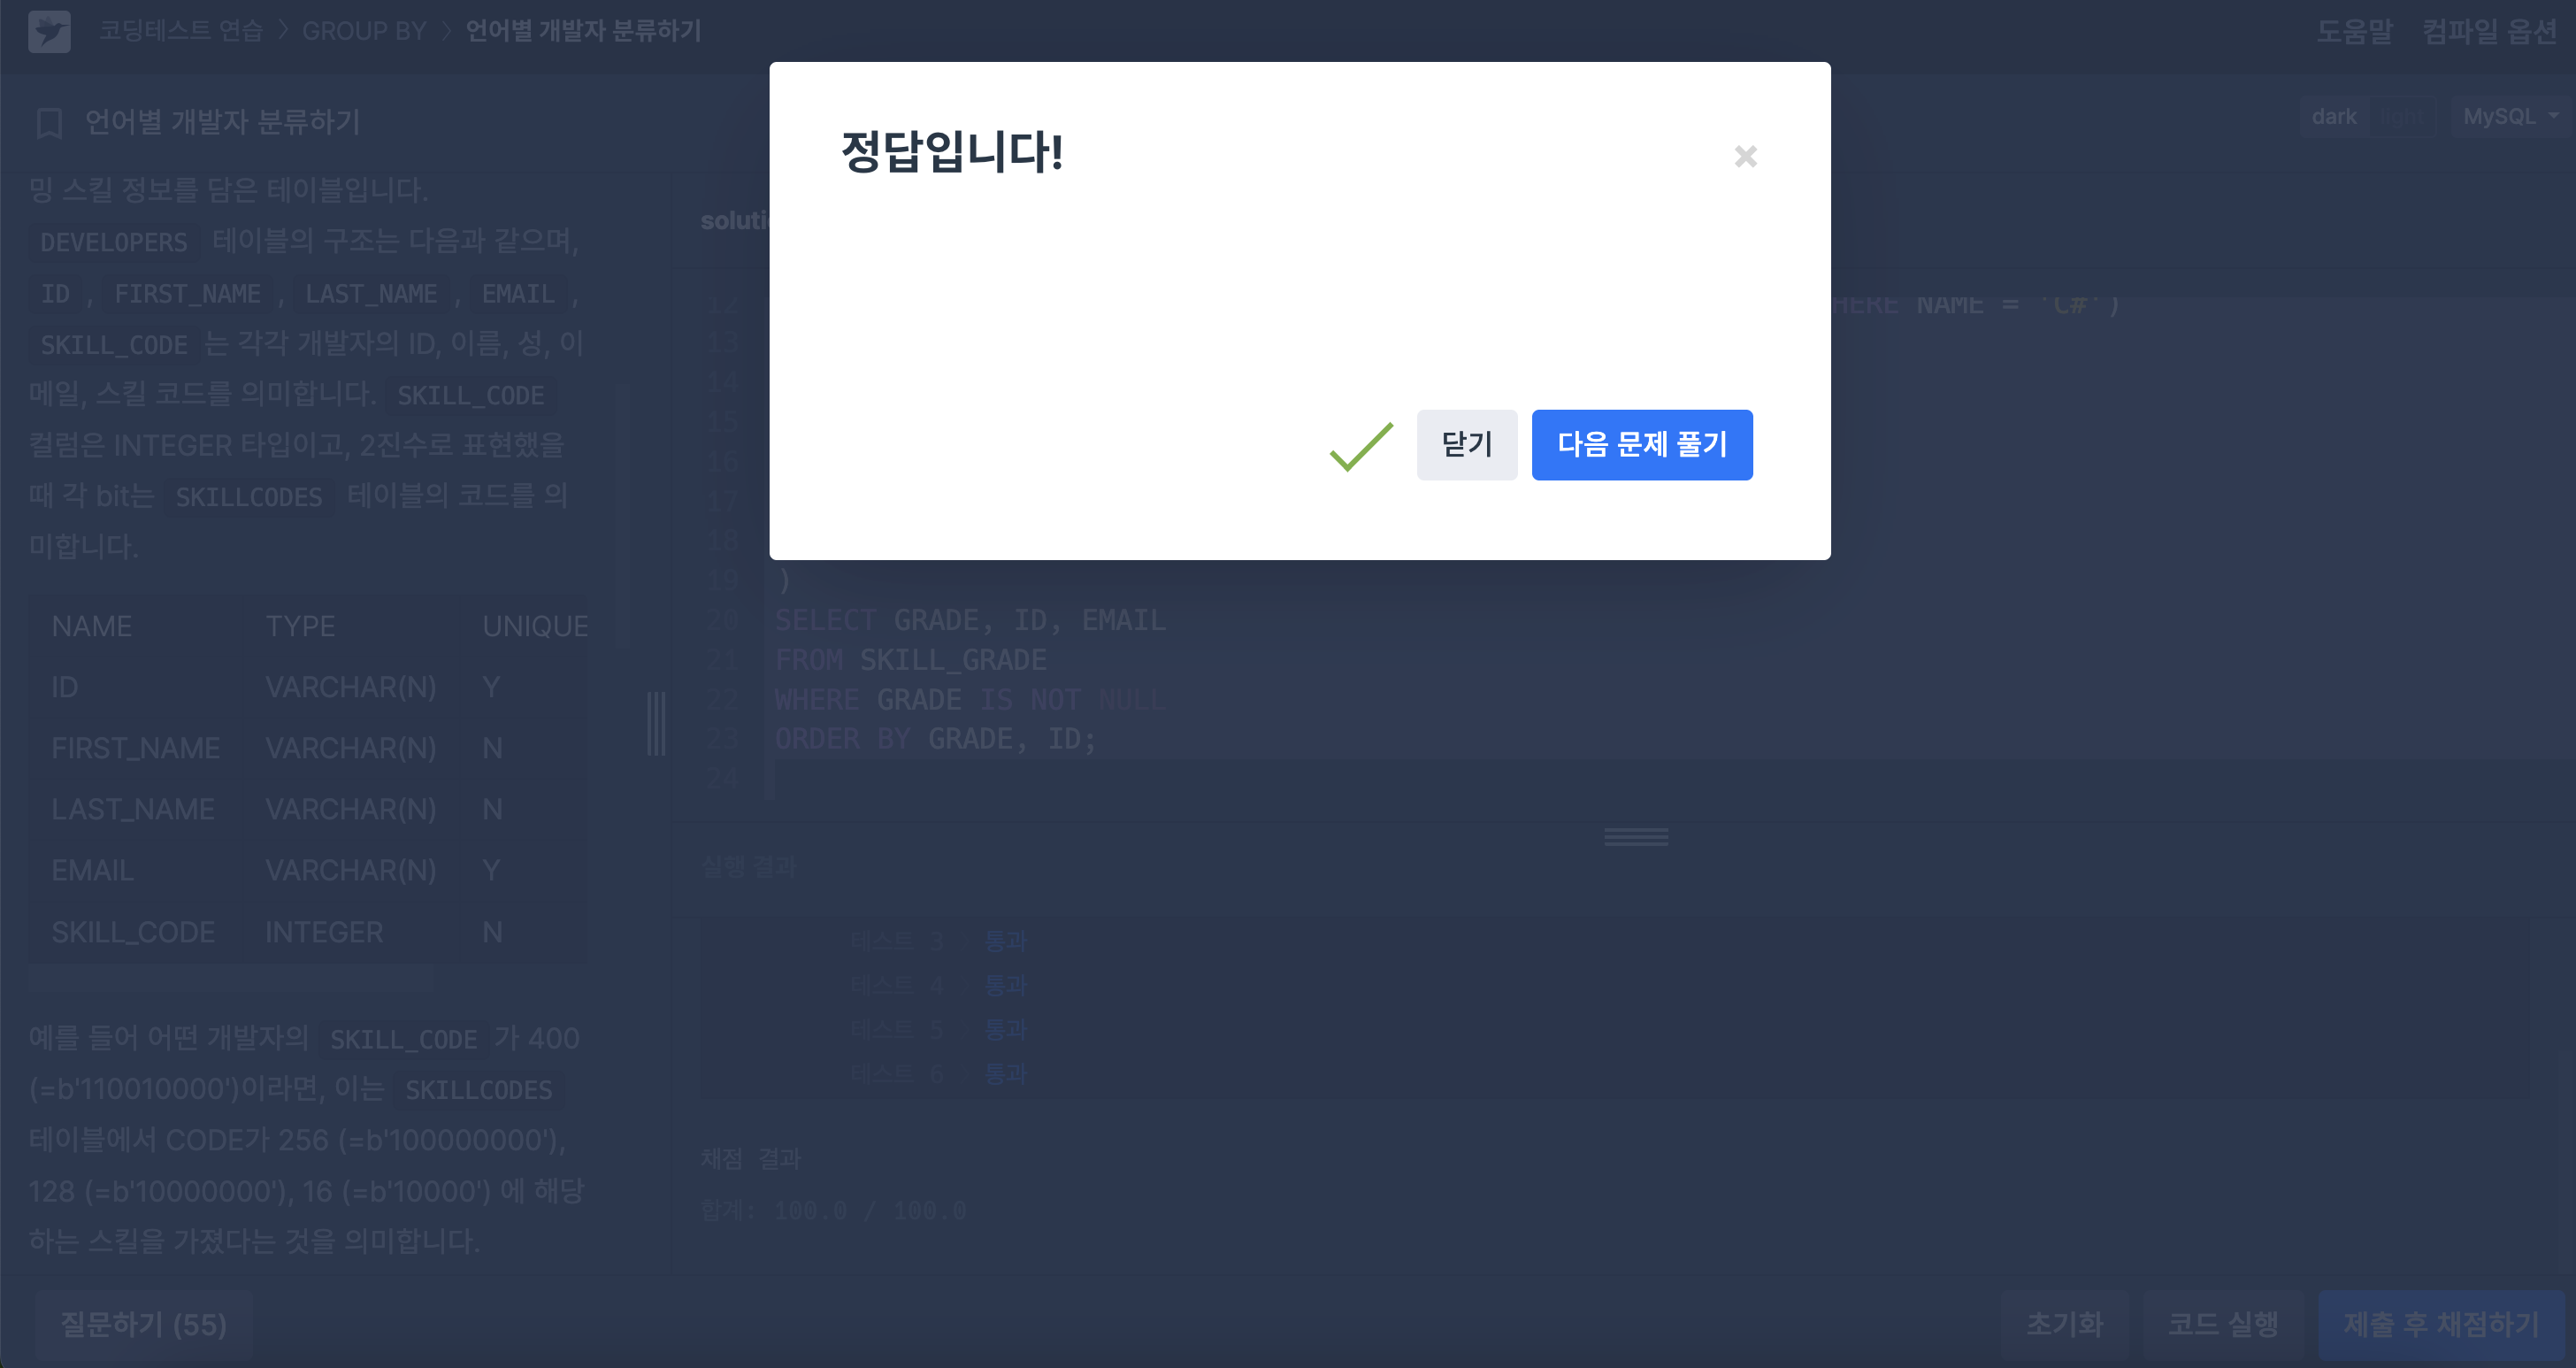 코딩테스트 연습 > GROUP BY > 언어별 개발자 분류하기
도움말 컴파일 옵션
언어별 개발자 분류하기
dark light MySQL
밍 스킬 정보를 담은 테이블입니다.
DEVELOPERS 테이블의 구조는 다음과 같으며,
ID, FIRST_NAME, LAST_NAME, EMAIL,
SKILL_CODE 는 각각 개발자의 ID, 이름, 성, 이
메일, 스킬 코드를 의미합니다. SKILL_CODE
컬럼은 INTEGER 타입이고, 2진수로 표현했을
때 각 bit는 SKILLCODES 테이블의 코드를 의
미합니다.
NAME TYPE UNIQUE
ID VARCHAR(N) Y
FIRST_NAME VARCHAR(N) N
LAST_NAME VARCHAR(N) N
EMAIL VARCHAR(N) Y
SKILL_CODE INTEGER N
예를 들어 어떤 개발자의 SKILL_CODE 가 400
(=b'110010000')이라면, 이는 SKILLCODES
테이블에서 CODE가 256 (=b'100000000'),
128 (=b'10000000'), 16 (=b'10000') 에 해당
하는 스킬을 가졌다는 것을 의미합니다.
정답입니다!
닫기 다음 문제 풀기
12 HERE NAME = 'C#')
13
14
15
16
17
18
19 )
20 SELECT GRADE, ID, EMAIL
21 FROM SKILL_GRADE
22 WHERE GRADE IS NOT NULL
23 ORDER BY GRADE, ID;
24
실행 결과
테스트 3 통과
테스트 4 통과
테스트 5 통과
테스트 6 통과
채점 결과
합계: 100.0 / 100.0
질문하기 (55)
초기화 코드 실행 제출 후 채점하기